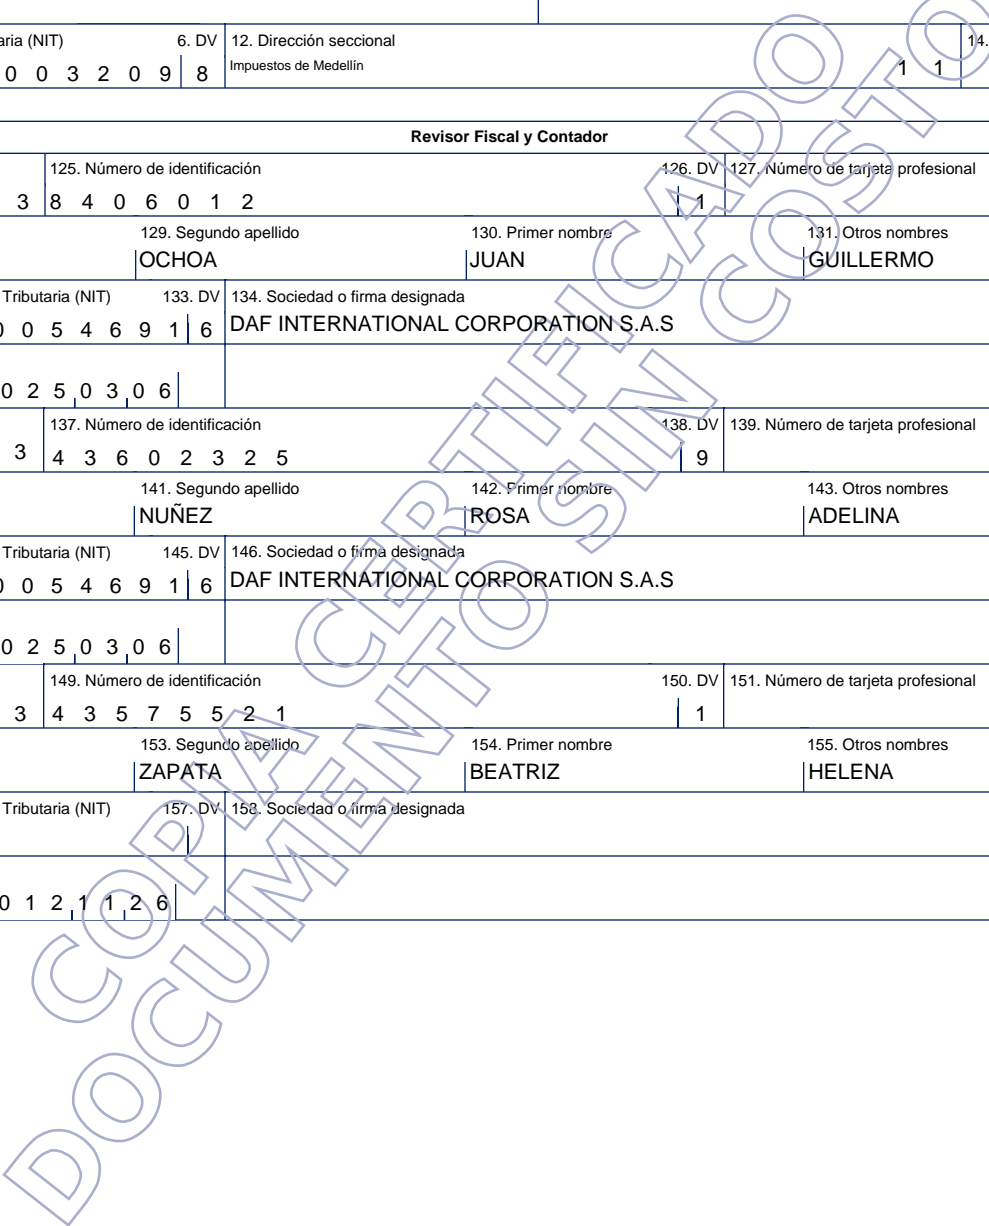 aria (NIT) 6. DV 12. Dirección seccional 14.
0 0 3 2 0 9 8 Impuestos de Medellín 1 1
Revisor Fiscal y Contador
125. Número de identificación 126. DV 127. Número de tarjeta profesional
3 8 4 0 6 0 1 2 1
129. Segundo apellido 130. Primer nombre 131. Otros nombres
OCHOA JUAN GUILLERMO
Tributaria (NIT) 133. DV 134. Sociedad o firma designada
0 0 5 4 6 9 1 6 DAF INTERNATIONAL CORPORATION S.A.S
0 2 5 0 3 0 6
137. Número de identificación 138. DV 139. Número de tarjeta profesional
3 4 3 6 0 2 3 2 5 9
141. Segundo apellido 142. Primer nombre 143. Otros nombres
NUÑEZ ROSA ADELINA
Tributaria (NIT) 145. DV 146. Sociedad o firma designada
0 0 5 4 6 9 1 6 DAF INTERNATIONAL CORPORATION S.A.S
0 2 5 0 3 0 6
149. Número de identificación 150. DV 151. Número de tarjeta profesional
3 4 3 5 7 5 5 2 1 1
153. Segundo apellido 154. Primer nombre 155. Otros nombres
ZAPATA BEATRIZ HELENA
Tributaria (NIT) 157. DV 158. Sociedad o firma designada
0 1 2 1 1 2 6
COPIA CERTIFICADO
DOCUMENTO SIN COSTO